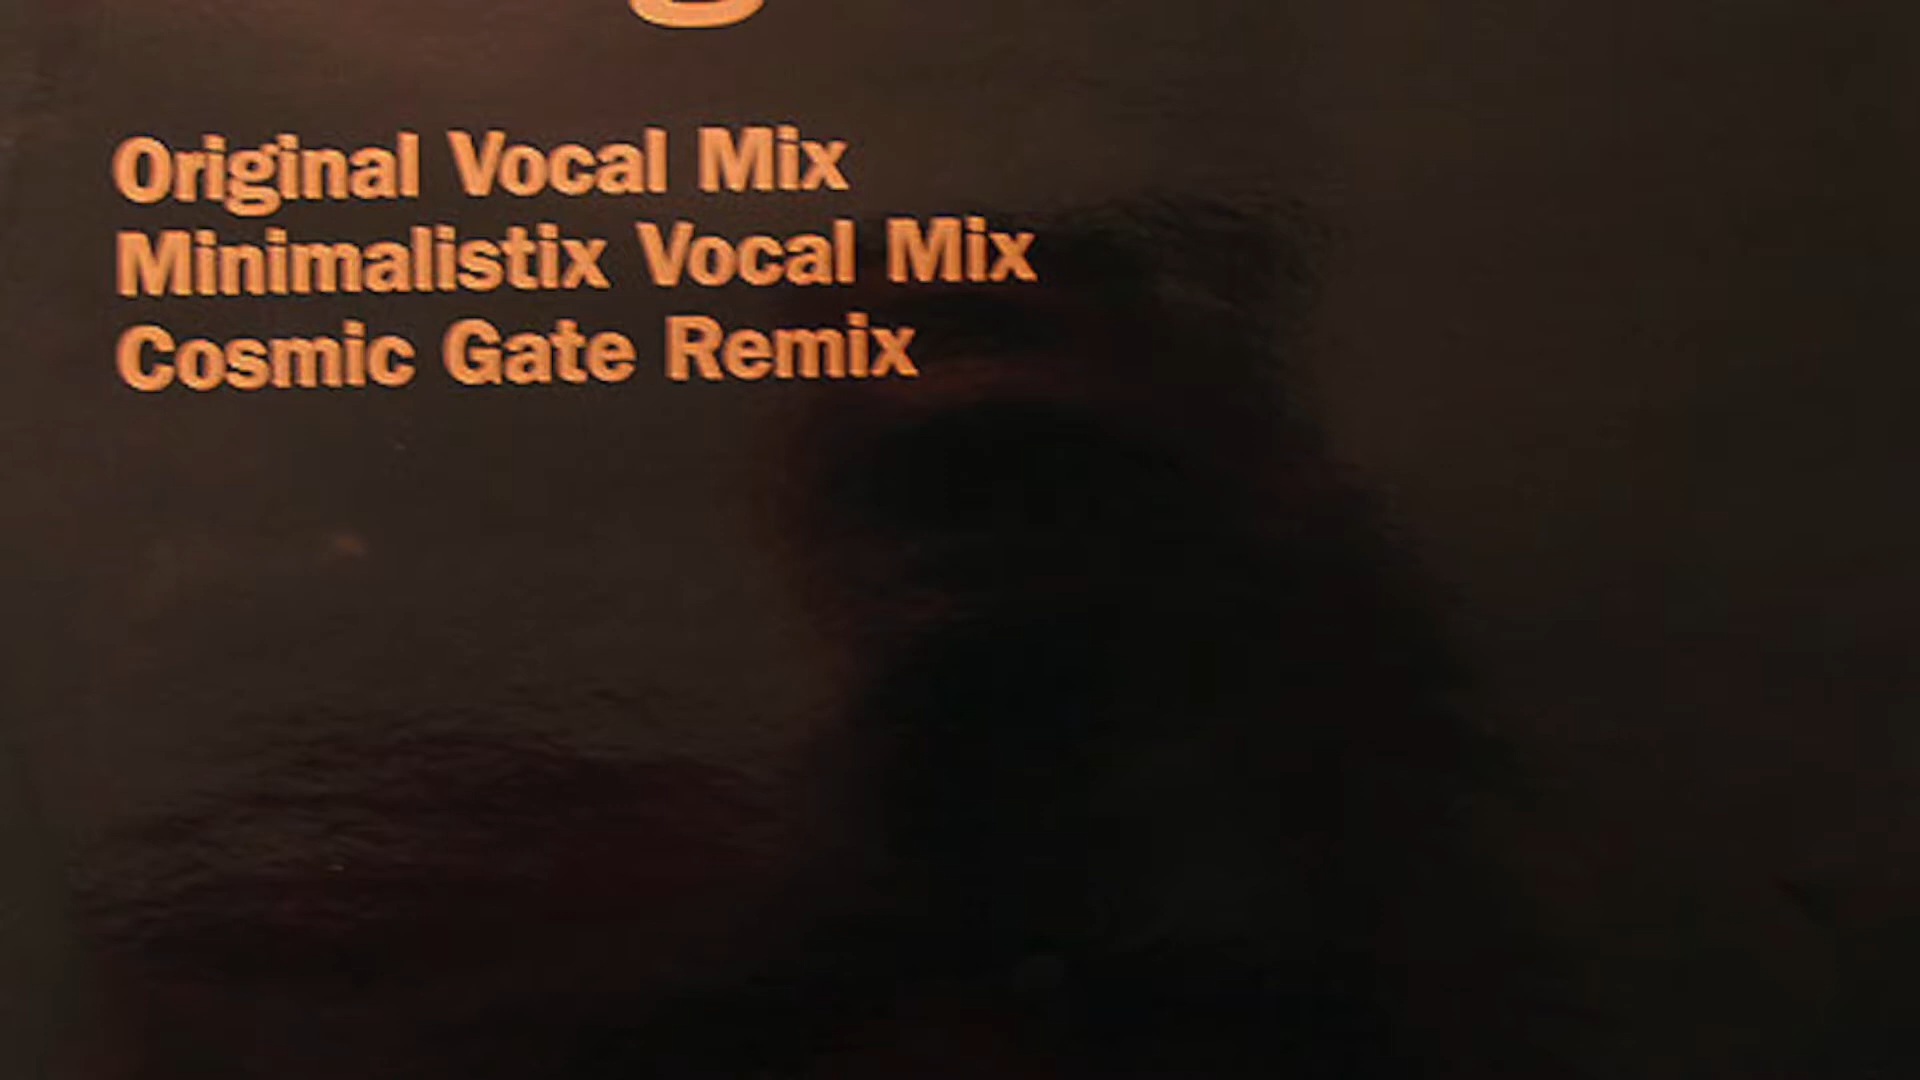 Original Vocal Mix
Minimalistix Vocal Mix
Cosmic Gate Remix